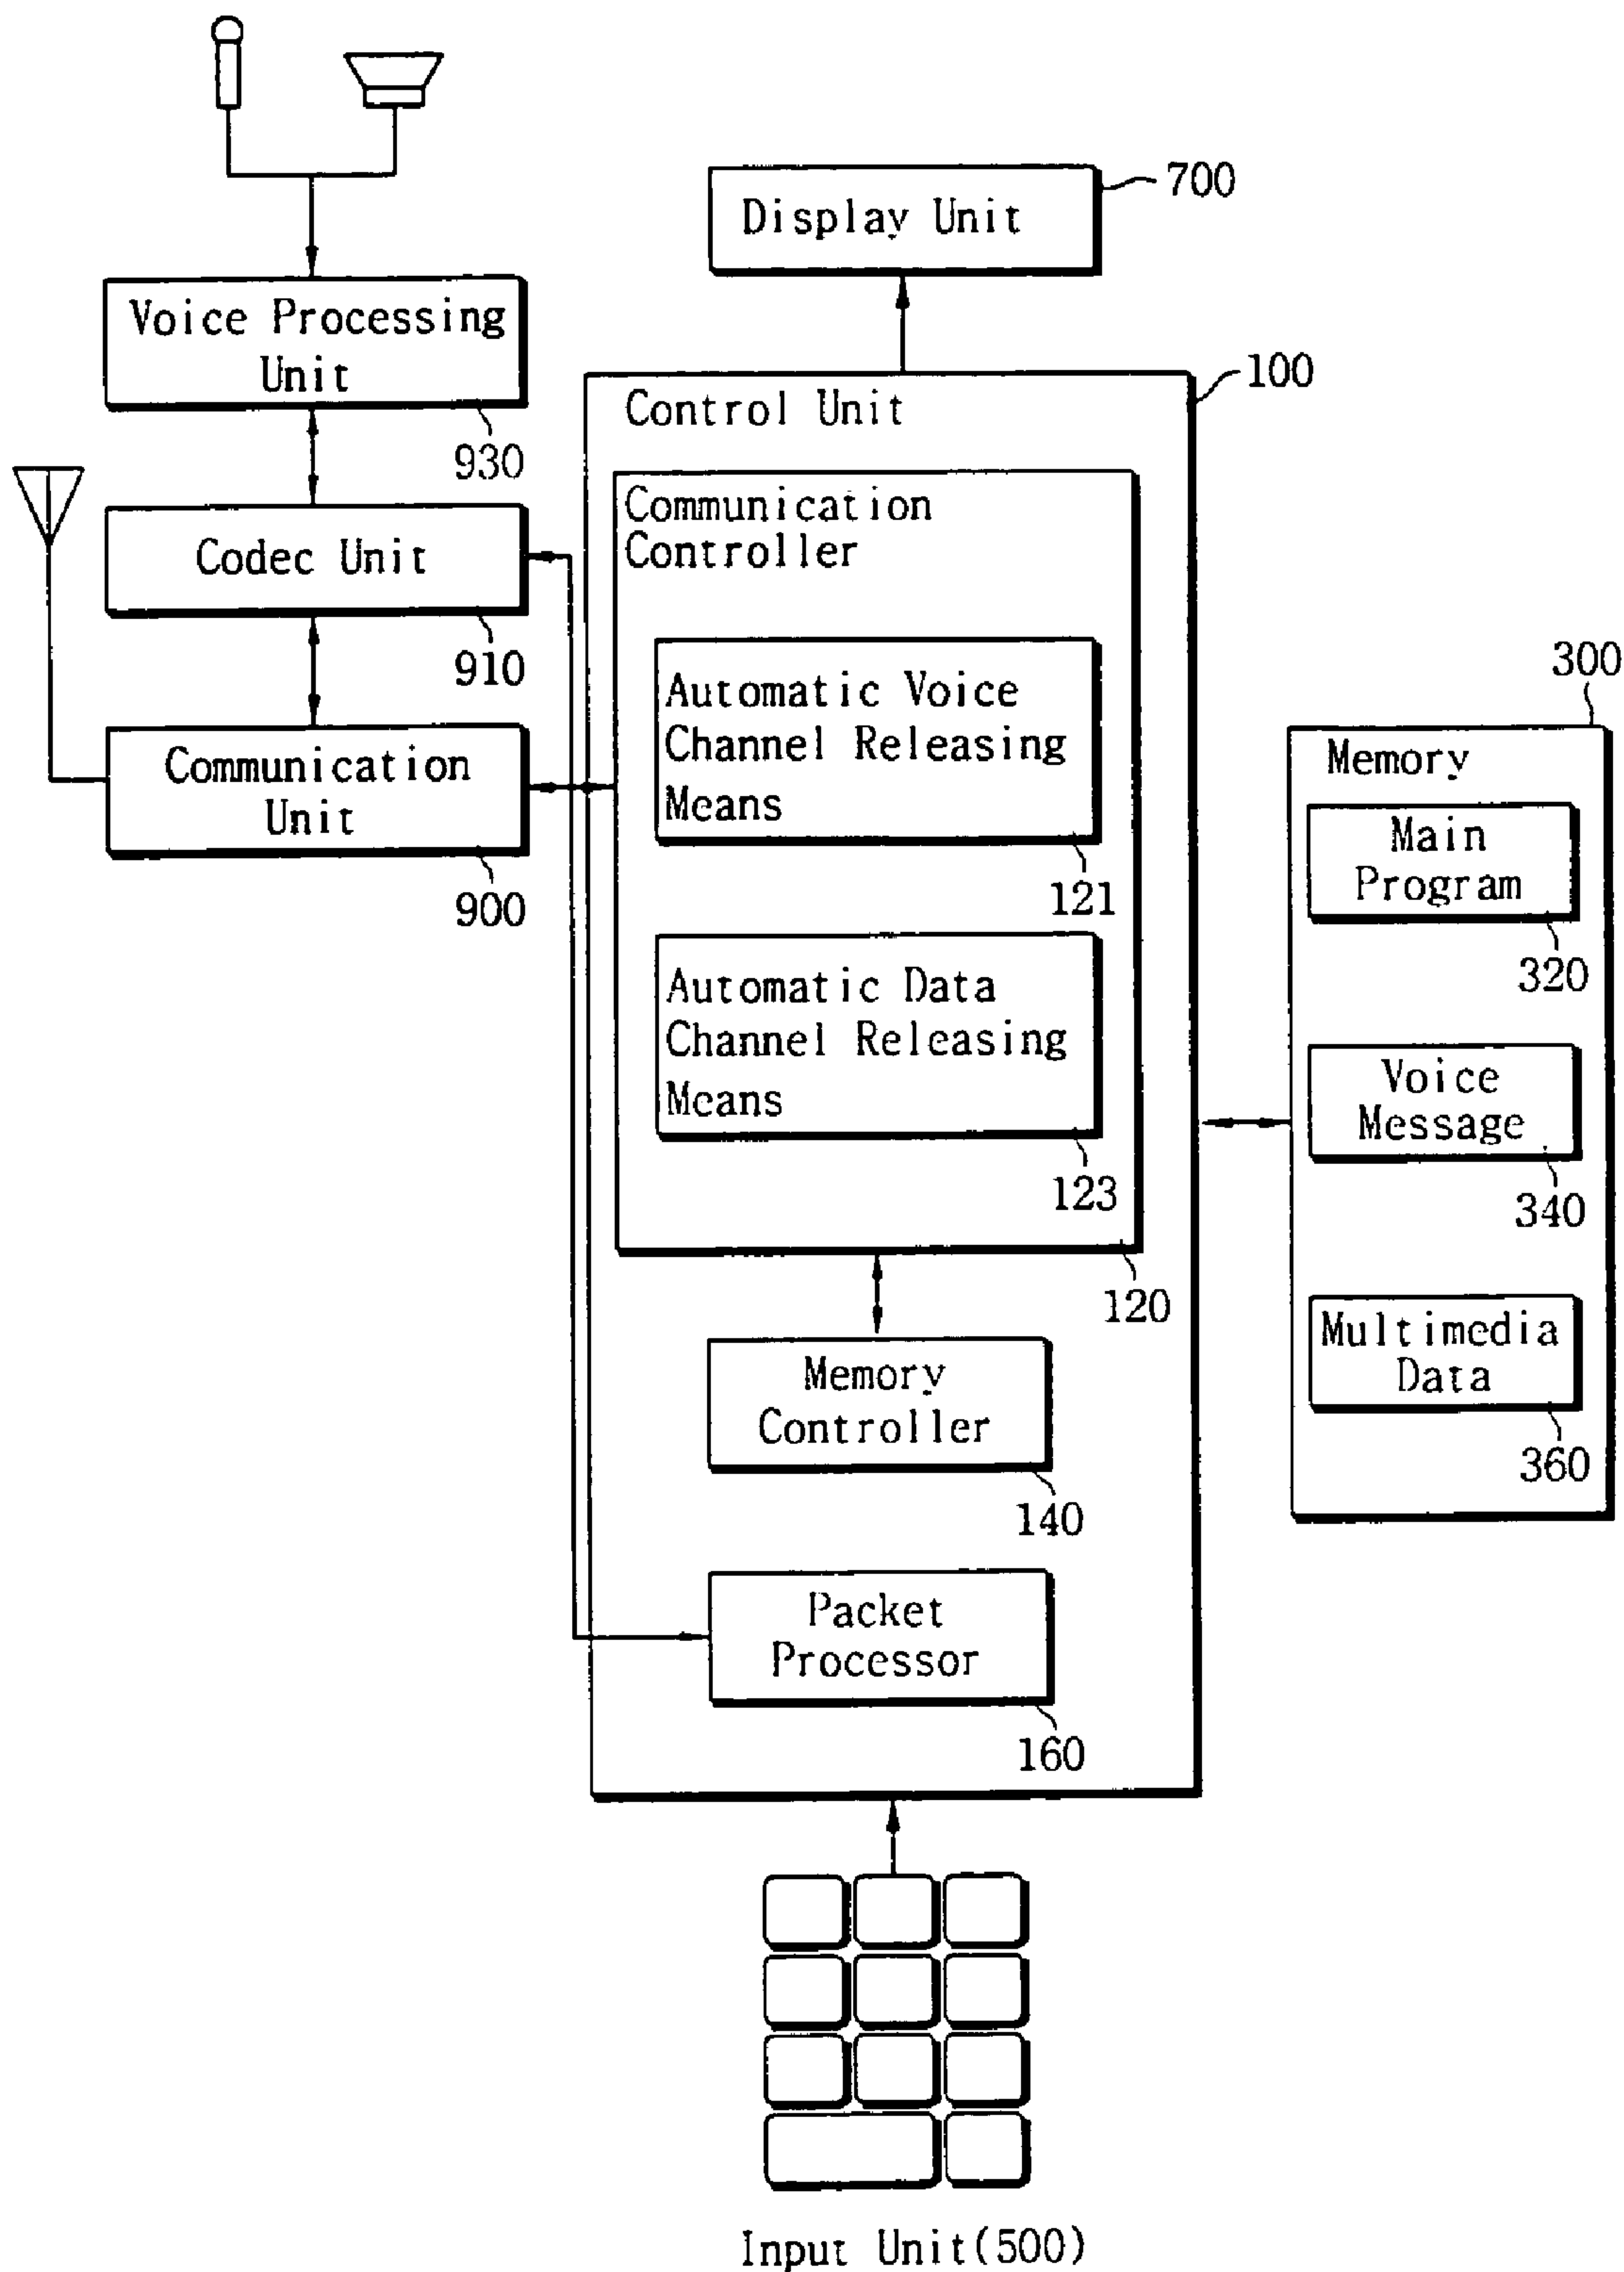 700
Display Unit
Voice Processing
Unit
930
100
Control Unit
Communication
Controller
Codec Unit
910
Automatic Voice
Channel Releasing
Means
121
300
Memory
Communication
Unit
900
Main
Program
320
Automatic Data
Channel Releasing
Means
123
Voice
Message
340
120
Multimedia
Data
360
Memory
Controller
140
Packet
Processor
160
Input Unit(500)